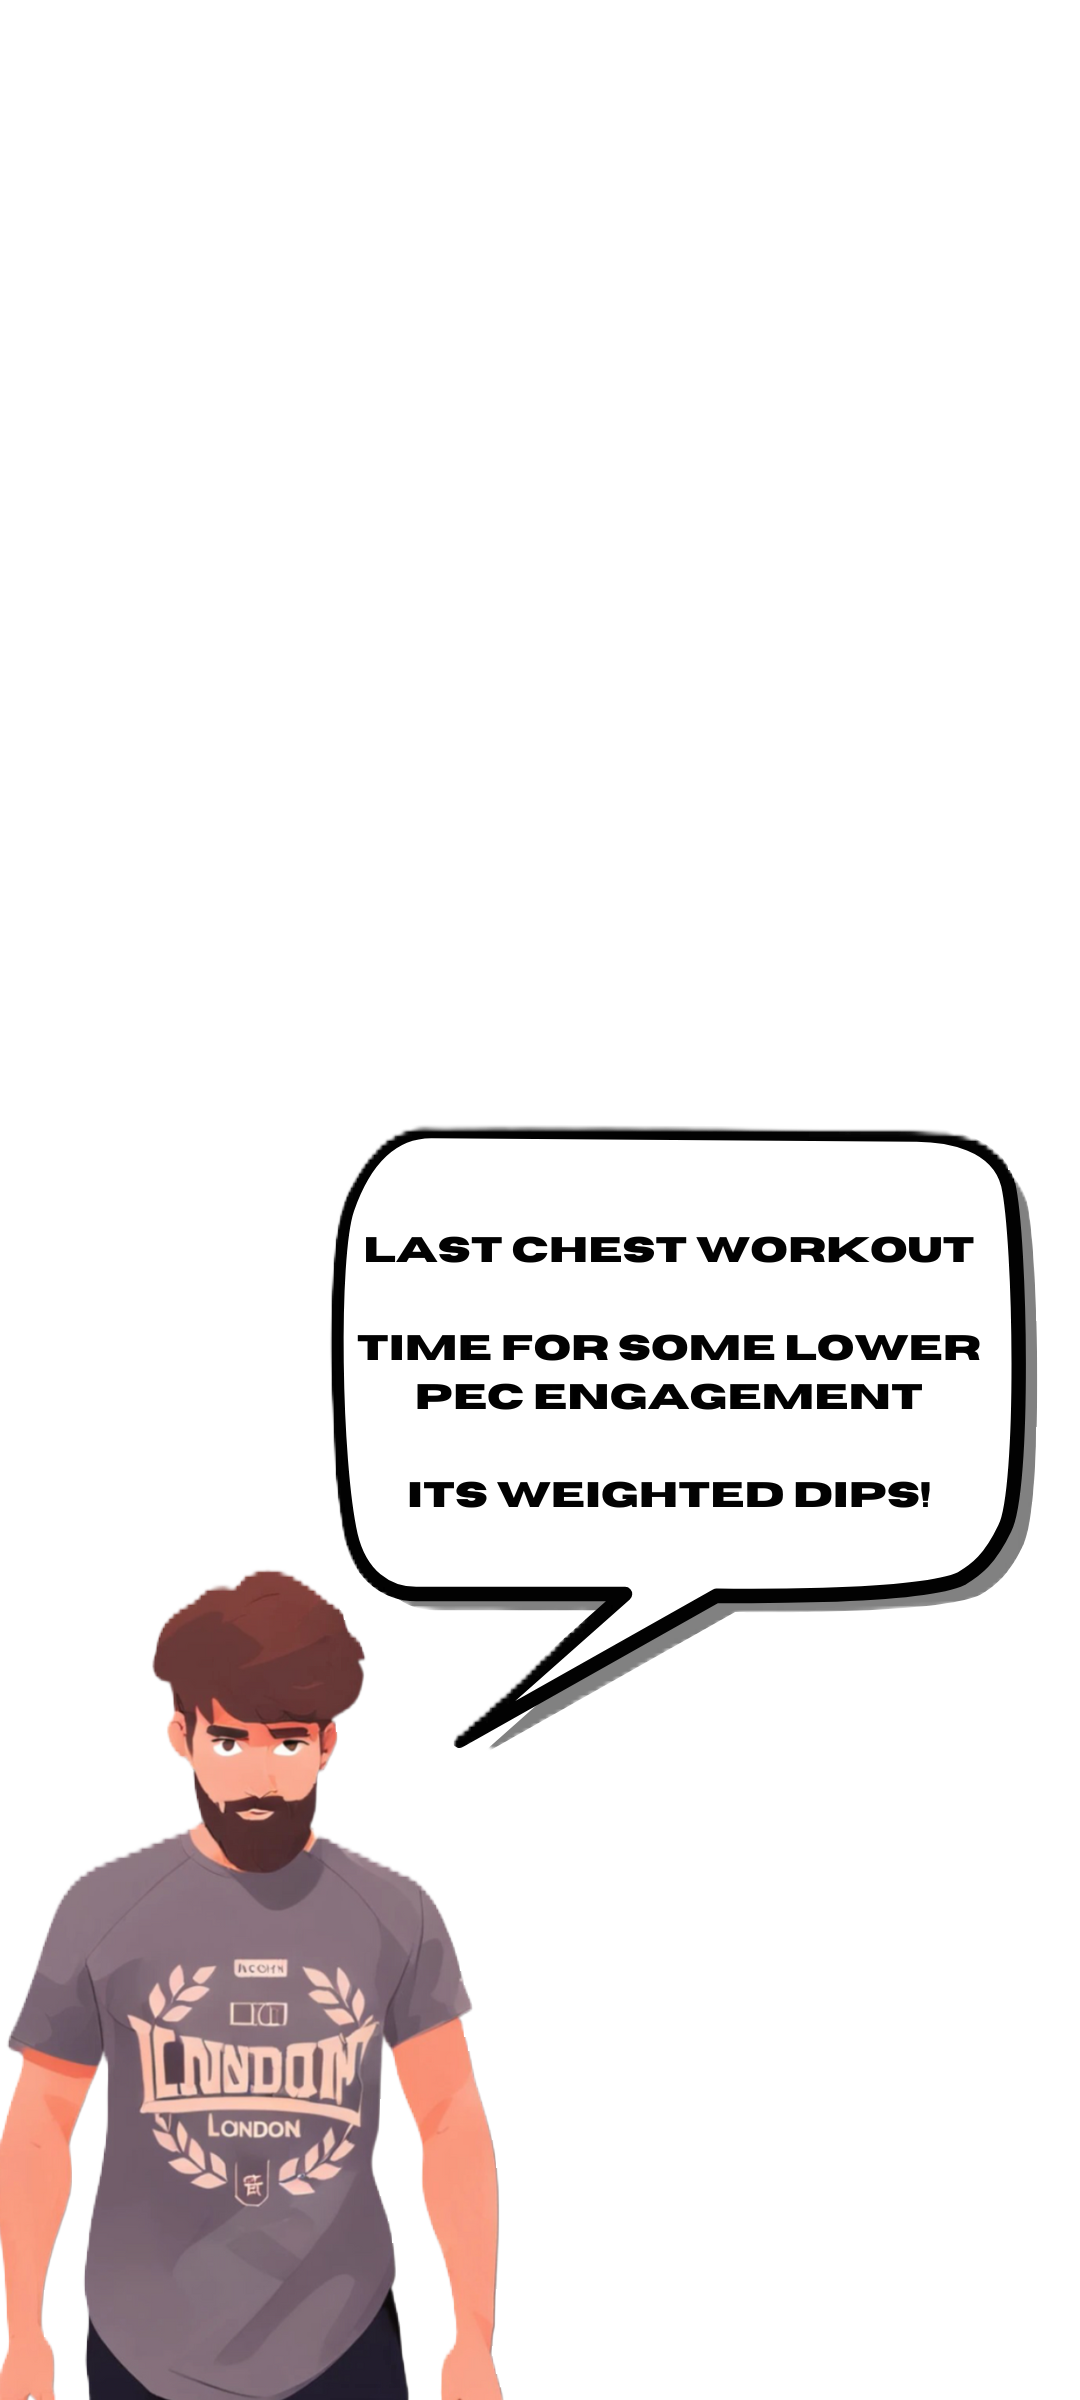 LAST CHEST WORKOUT
TIME FOR SOME LOWER
PEC ENGAGEMENT
ITS WEIGHTED DIPS!
LONDON